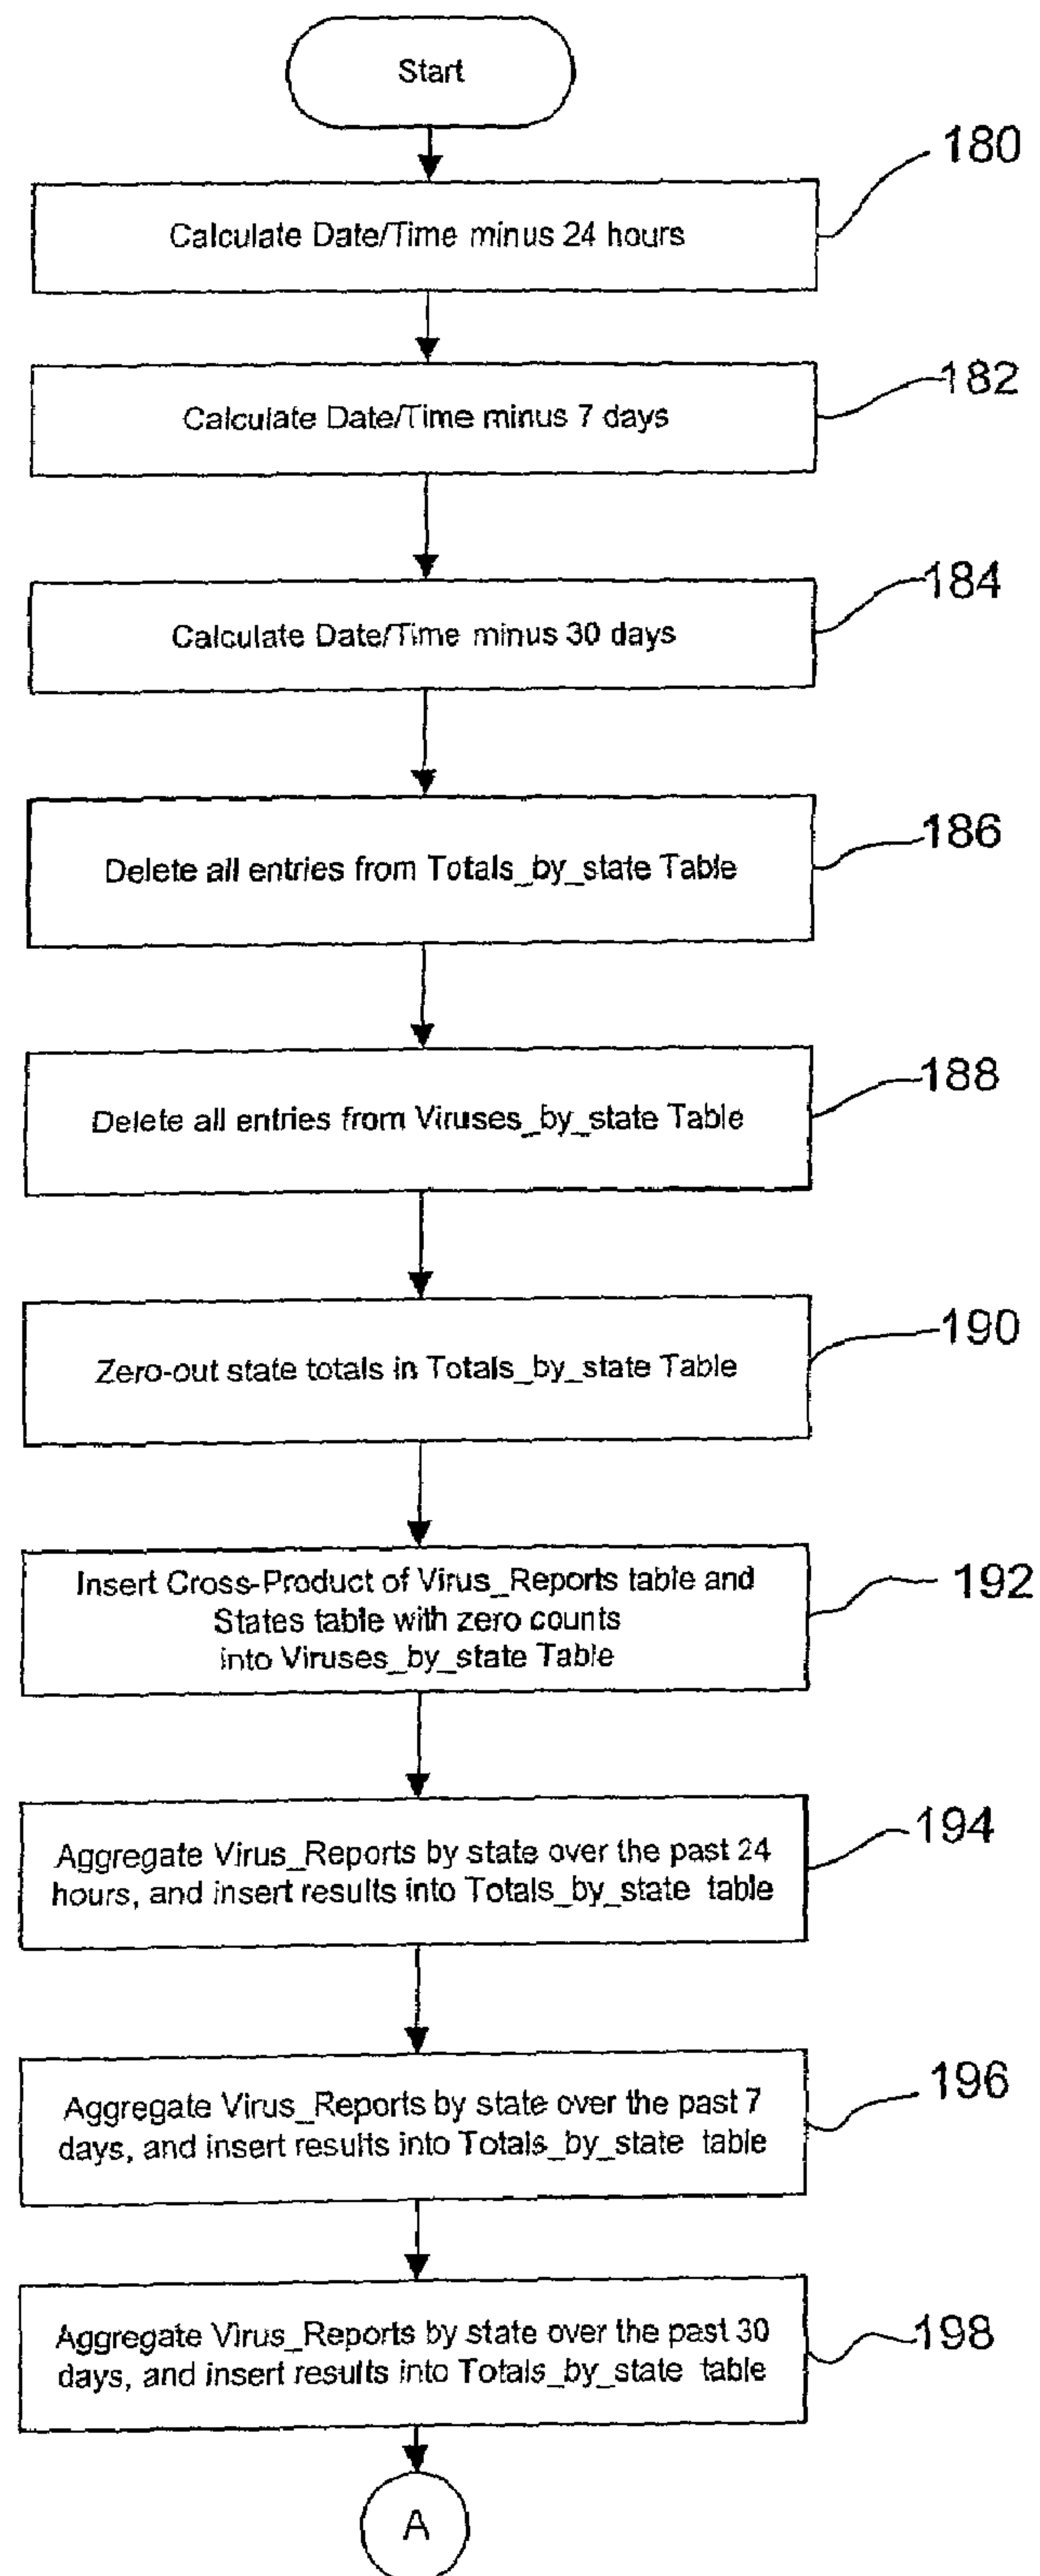 Start
180
Calculate Date/Time minus 24 hours
182
Calculate Date/Time minus 7 days
184
Calculate Date/Time minus 30 days
186
Delete all entries from Totals_by_state Table
188
Delete all entries from Viruses_by_state Table
190
Zero-out state totals in Totals_by_state Table
192
Insert Cross-Product of Virus_Reports table and
States table with zero counts
into Viruses_by_state Table
194
Aggregate Virus_Reports by state over the past 24
hours, and insert results into Totals_by_state table
196
Aggregate Virus_Reports by state over the past 7
days, and insert results into Totals_by_state table
198
Aggregate Virus_Reports by state over the past 30
days, and insert results into Totals_by_state table
A